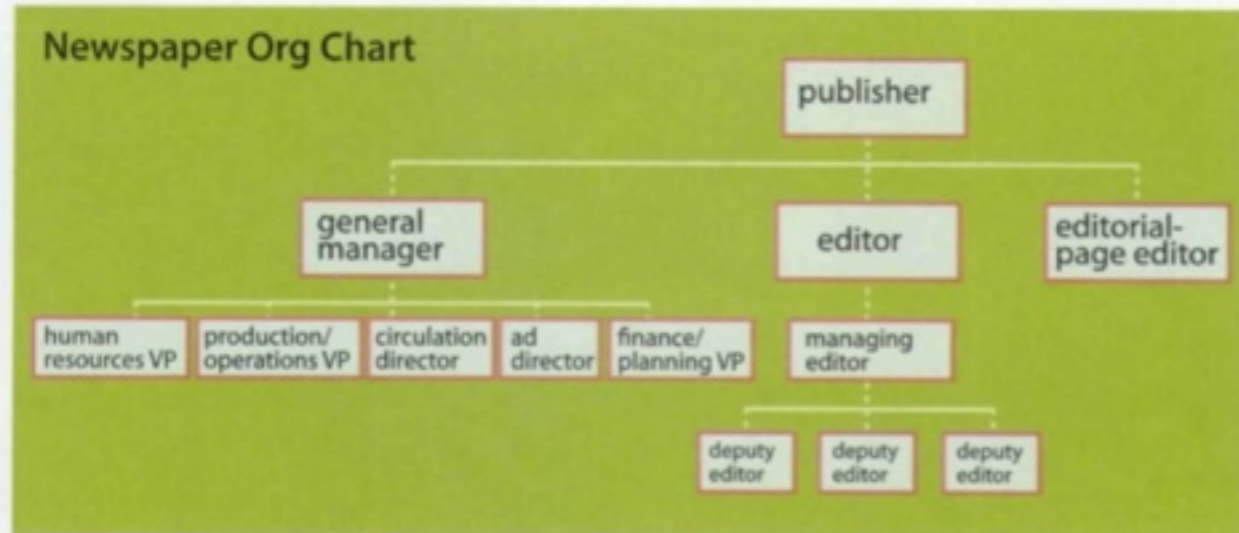 Newspaper Org Chart
publisher
general
manager
editor
editorial-
page editor
human
resources VP
production/
operations VP
circulation
director
ad
director
finance/
planning VP
managing
editor
deputy
editor
deputy
editor
deputy
editor